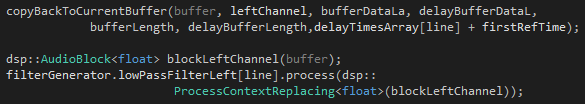 copyBackToCurrentBuffer(buffer, leftChannel, bufferDataLa, delayBufferDataL,
bufferLength, delayBufferLength,delayTimesArray[line] + firstRefTime);
dsp::AudioBlock<float> blockLeftChannel(buffer);
filterGenerator.lowPassFilterLeft[line].process(dsp::
ProcessContextReplacing<float>(blockLeftChannel));